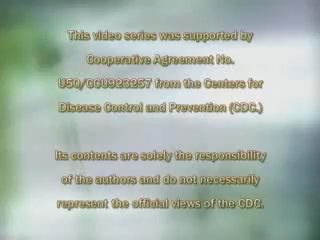 This video series was supported by
Cooperative Agreement No.
U50/CCU923257 from the Centers for
Disease Control and Prevention (CDC.)
Its contents are solely the responsibility
of the authors and do not necessarily
represent the official views of the CDC.